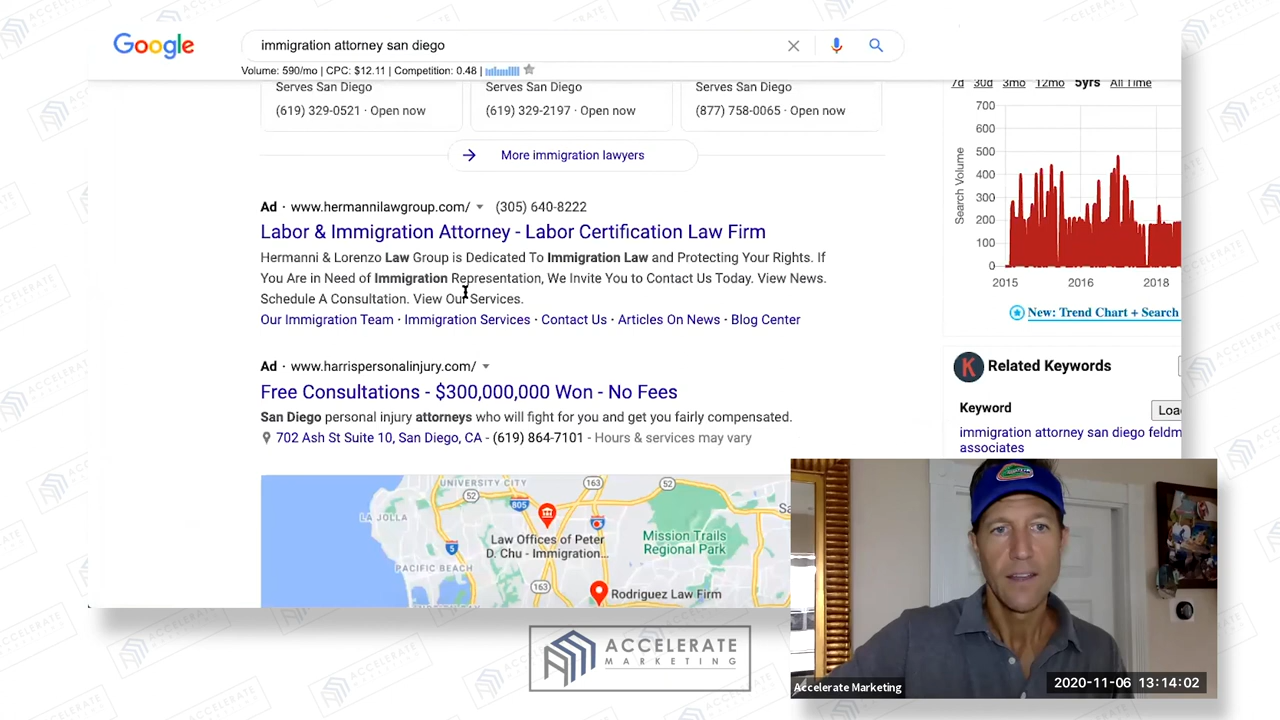 Google
immigration attorney san diego
Volume: 590/mo | CPC: $12.11 | Competition: 0.48 |
Serves San Diego
(619) 329-0521 · Open now
Serves San Diego
(619) 329-2197 · Open now
Serves San Diego
(877) 758-0065 · Open now
More immigration lawyers
Ad · www.hermannilawgroup.com/ (305) 640-8222
Labor & Immigration Attorney - Labor Certification Law Firm
Hermanni & Lorenzo Law Group is Dedicated To Immigration Law and Protecting Your Rights. If
You Are in Need of Immigration Representation, We Invite You to Contact Us Today. View News.
Schedule A Consultation. View Our Services.
Our Immigration Team · Immigration Services · Contact Us · Articles On News · Blog Center
Ad · www.harrispersonalinjury.com/
Free Consultations - $300,000,000 Won - No Fees
San Diego personal injury attorneys who will fight for you and get you fairly compensated.
702 Ash St Suite 10, San Diego, CA - (619) 864-7101 - Hours & services may vary
UNIVERSITY CITY
52
163
52
805
LA JOLLA
Law Offices of Peter
D. Chu - Immigration...
Mission Trails
Regional Park
5
PACIFIC BEACH
163
Rodriguez Law Firm
7d 30d 3mo 12mo 5yrs All Time
Search Volume
700
600
500
400
300
200
100
0
2015 2016 2018
New: Trend Chart + Search
K
Related Keywords
Keyword
Loa
immigration attorney san diego feldm
associates
Accelerate Marketing
2020-11-06 13:14:02
ACCELERATE
MARKETING